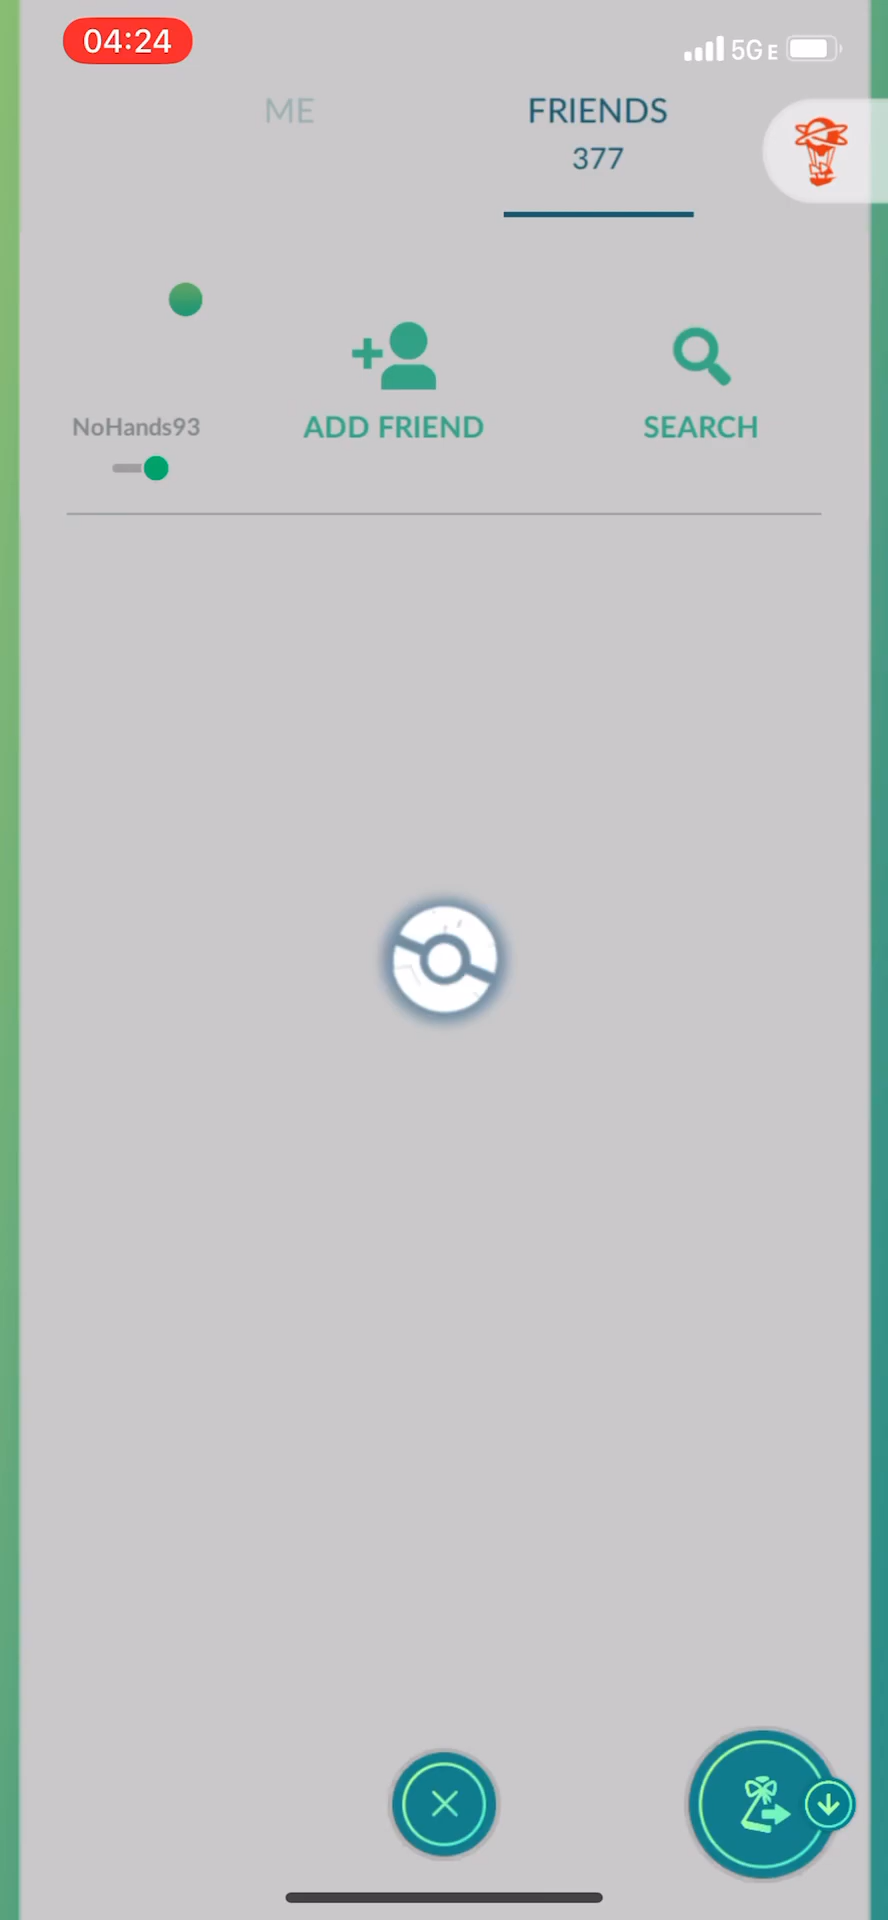 04:24
5G E
ME
FRIENDS
377
NoHands93
ADD FRIEND
SEARCH